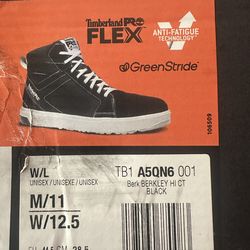 Timberland PRO
FLEX
ANTI-FATIGUE
TECHNOLOGY
GreenStride
106509
W/L
UNISEX / UNISEXE / UNISEX
M/11
W/12.5
TB1 A5QN6 001
Berk BERKLEY HI CT
BLACK